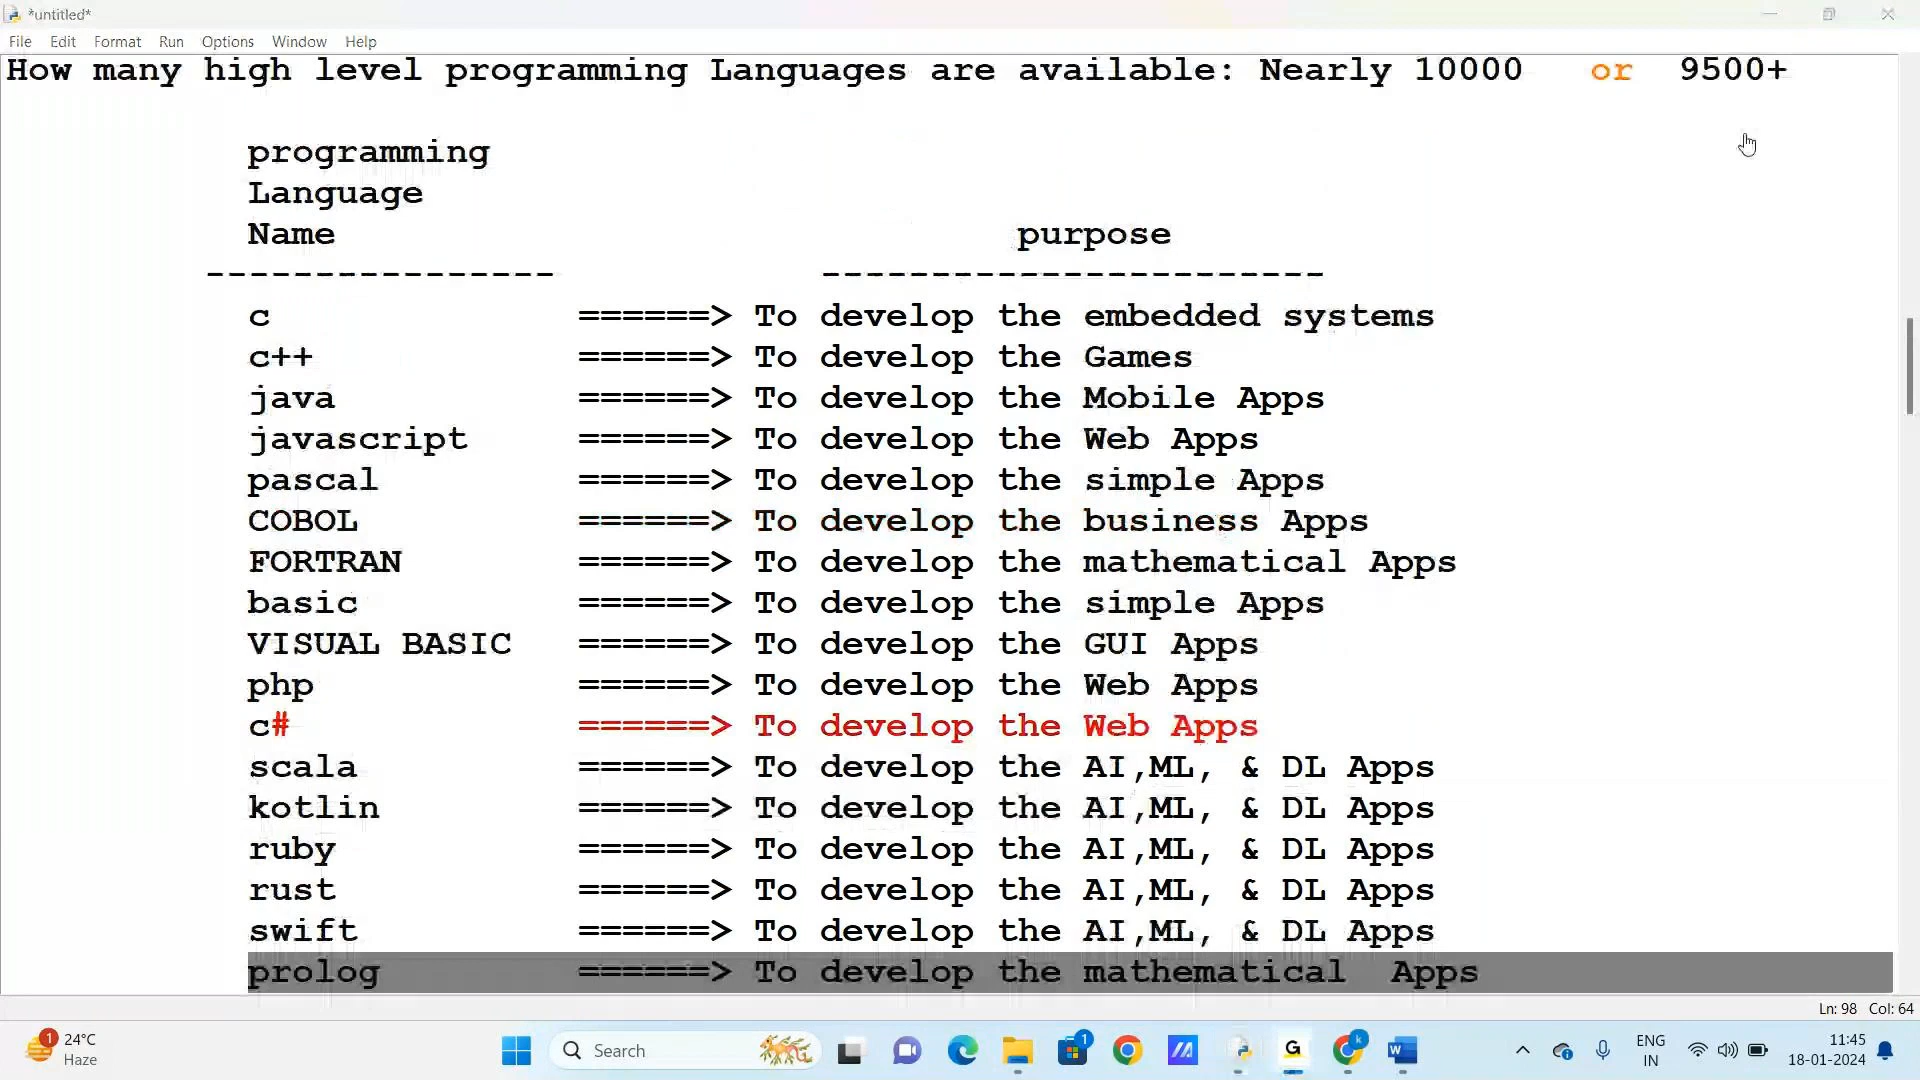 *untitled*
File Edit Format Run Options Window Help
How many high level programming Languages are available: Nearly 10000 or 9500+
programming
Language
Name purpose
---------------- -----------------------
c ======> To develop the embedded systems
c++ ======> To develop the Games
java ======> To develop the Mobile Apps
javascript ======> To develop the Web Apps
pascal ======> To develop the simple Apps
COBOL ======> To develop the business Apps
FORTRAN ======> To develop the mathematical Apps
basic ======> To develop the simple Apps
VISUAL BASIC ======> To develop the GUI Apps
php ======> To develop the Web Apps
c# ======> To develop the Web Apps
scala ======> To develop the AI,ML, & DL Apps
kotlin ======> To develop the AI,ML, & DL Apps
ruby ======> To develop the AI,ML, & DL Apps
rust ======> To develop the AI,ML, & DL Apps
swift ======> To develop the AI,ML, & DL Apps
prolog ======> To develop the mathematical Apps
Ln: 98 Col: 64
1 24°C Search 1 G k W ENG 11:45
Haze IN 18-01-2024